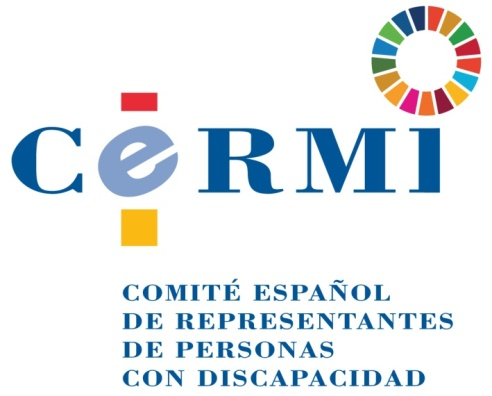 CeRMI
COMITÉ ESPAÑOL
DE REPRESENTANTES
DE PERSONAS
CON DISCAPACIDAD